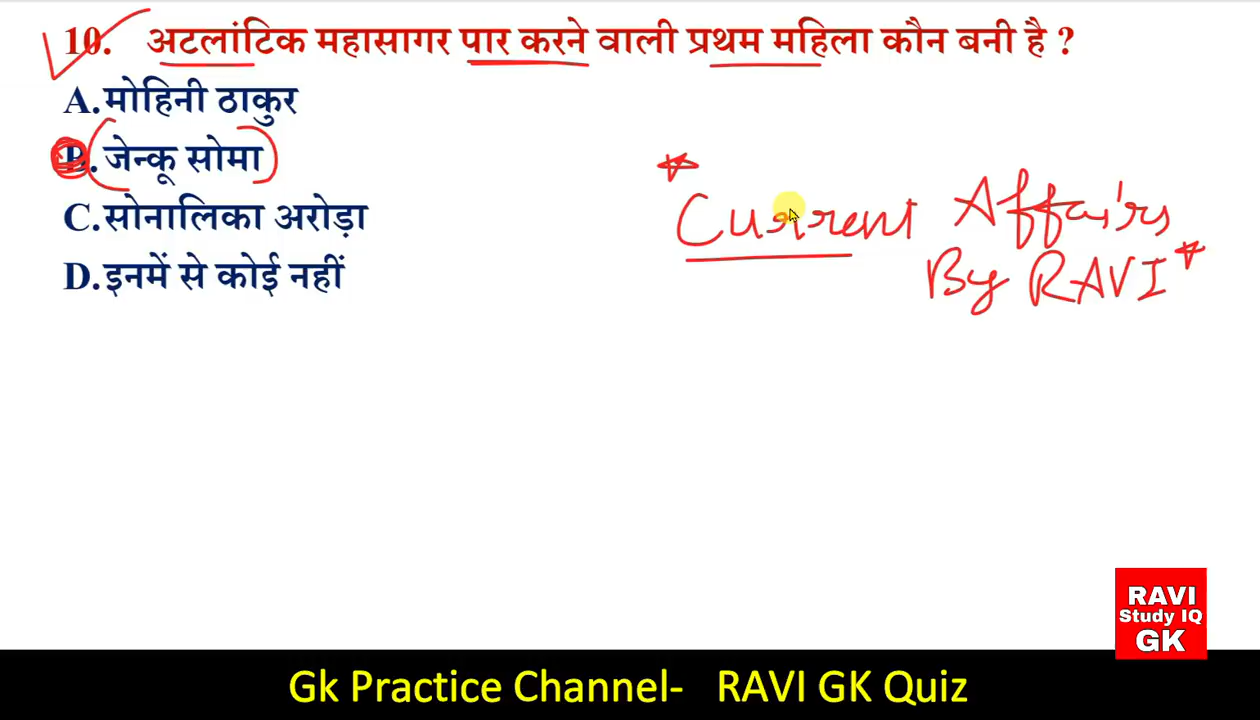 10. अटलांटिक महासागर पार करने वाली प्रथम महिला कौन बनी है ?
A. मोहिनी ठाकुर
B. जेन्कू सोमा
C. सोनालिका अरोड़ा
D. इनमें से कोई नहीं
Current Affairs
By RAVI
RAVI
Study IQ
GK
Gk Practice Channel- RAVI GK Quiz